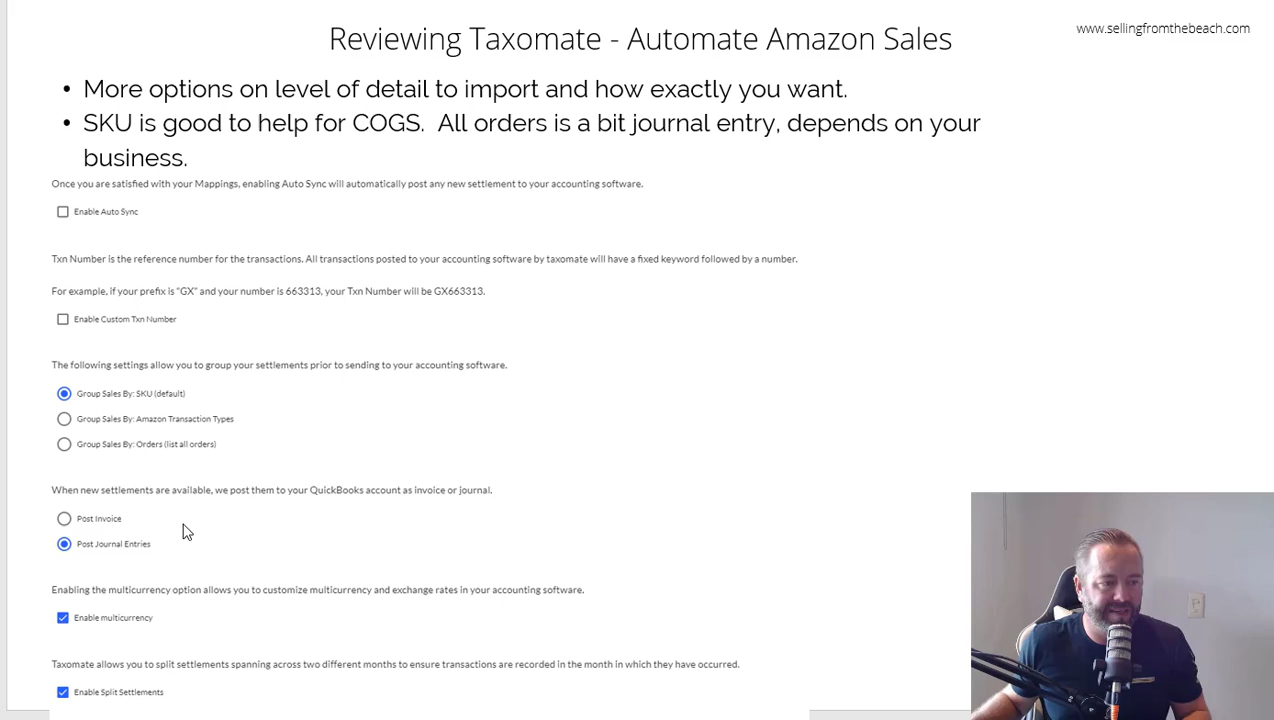 Reviewing Taxomate - Automate Amazon Sales
www.sellingfromthebeach.com
• More options on level of detail to import and how exactly you want.
• SKU is good to help for COGS. All orders is a bit journal entry, depends on your
business.
Once you are satisfied with your Mappings, enabling Auto Sync will automatically post any new settlement to your accounting software.
Enable Auto Sync
Txn Number is the reference number for the transactions. All transactions posted to your accounting software by taxomate will have a fixed keyword followed by a number.
For example, if your prefix is "GX" and your number is 663313, your Txn Number will be GX663313.
Enable Custom Txn Number
The following settings allow you to group your settlements prior to sending to your accounting software.
Group Sales By: SKU (default)
Group Sales By: Amazon Transaction Types
Group Sales By: Orders (list all orders)
When new settlements are available, we post them to your QuickBooks account as invoice or journal.
Post Invoice
Post Journal Entries
Enabling the multicurrency option allows you to customize multicurrency and exchange rates in your accounting software.
Enable multicurrency
Taxomate allows you to split settlements spanning across two different months to ensure transactions are recorded in the month in which they have occurred.
Enable Split Settlements